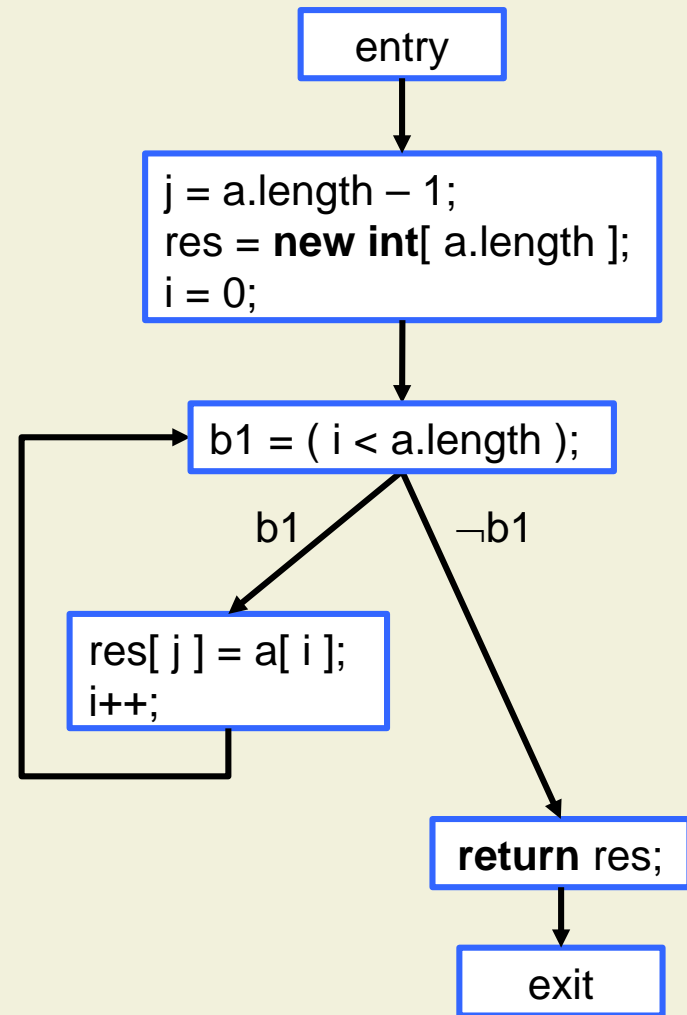 entry
j = a.length – 1;
res = new int[ a.length ];
i = 0;
b1 = ( i < a.length );
b1
¬b1
res[ j ] = a[ i ];
i++;
return res;
exit